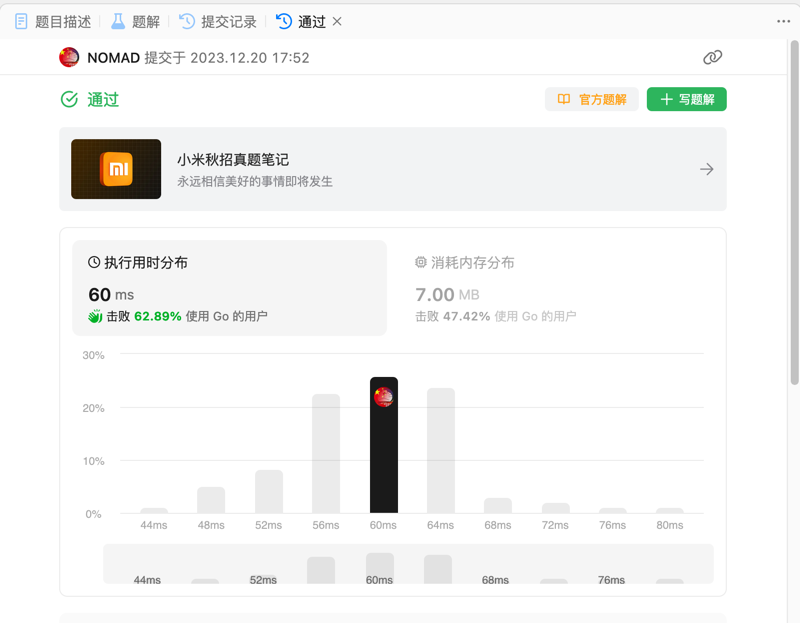 题目描述 题解 提交记录 通过
NOMAD 提交于 2023.12.20 17:52
通过 官方题解 写题解
小米秋招真题笔记
永远相信美好的事情即将发生
执行用时分布 消耗内存分布
60 ms 7.00 MB
击败 62.89% 使用 Go 的用户 击败 47.42% 使用 Go 的用户
30%
20%
10%
0%
44ms 48ms 52ms 56ms 60ms 64ms 68ms 72ms 76ms 80ms
44ms 52ms 60ms 68ms 76ms